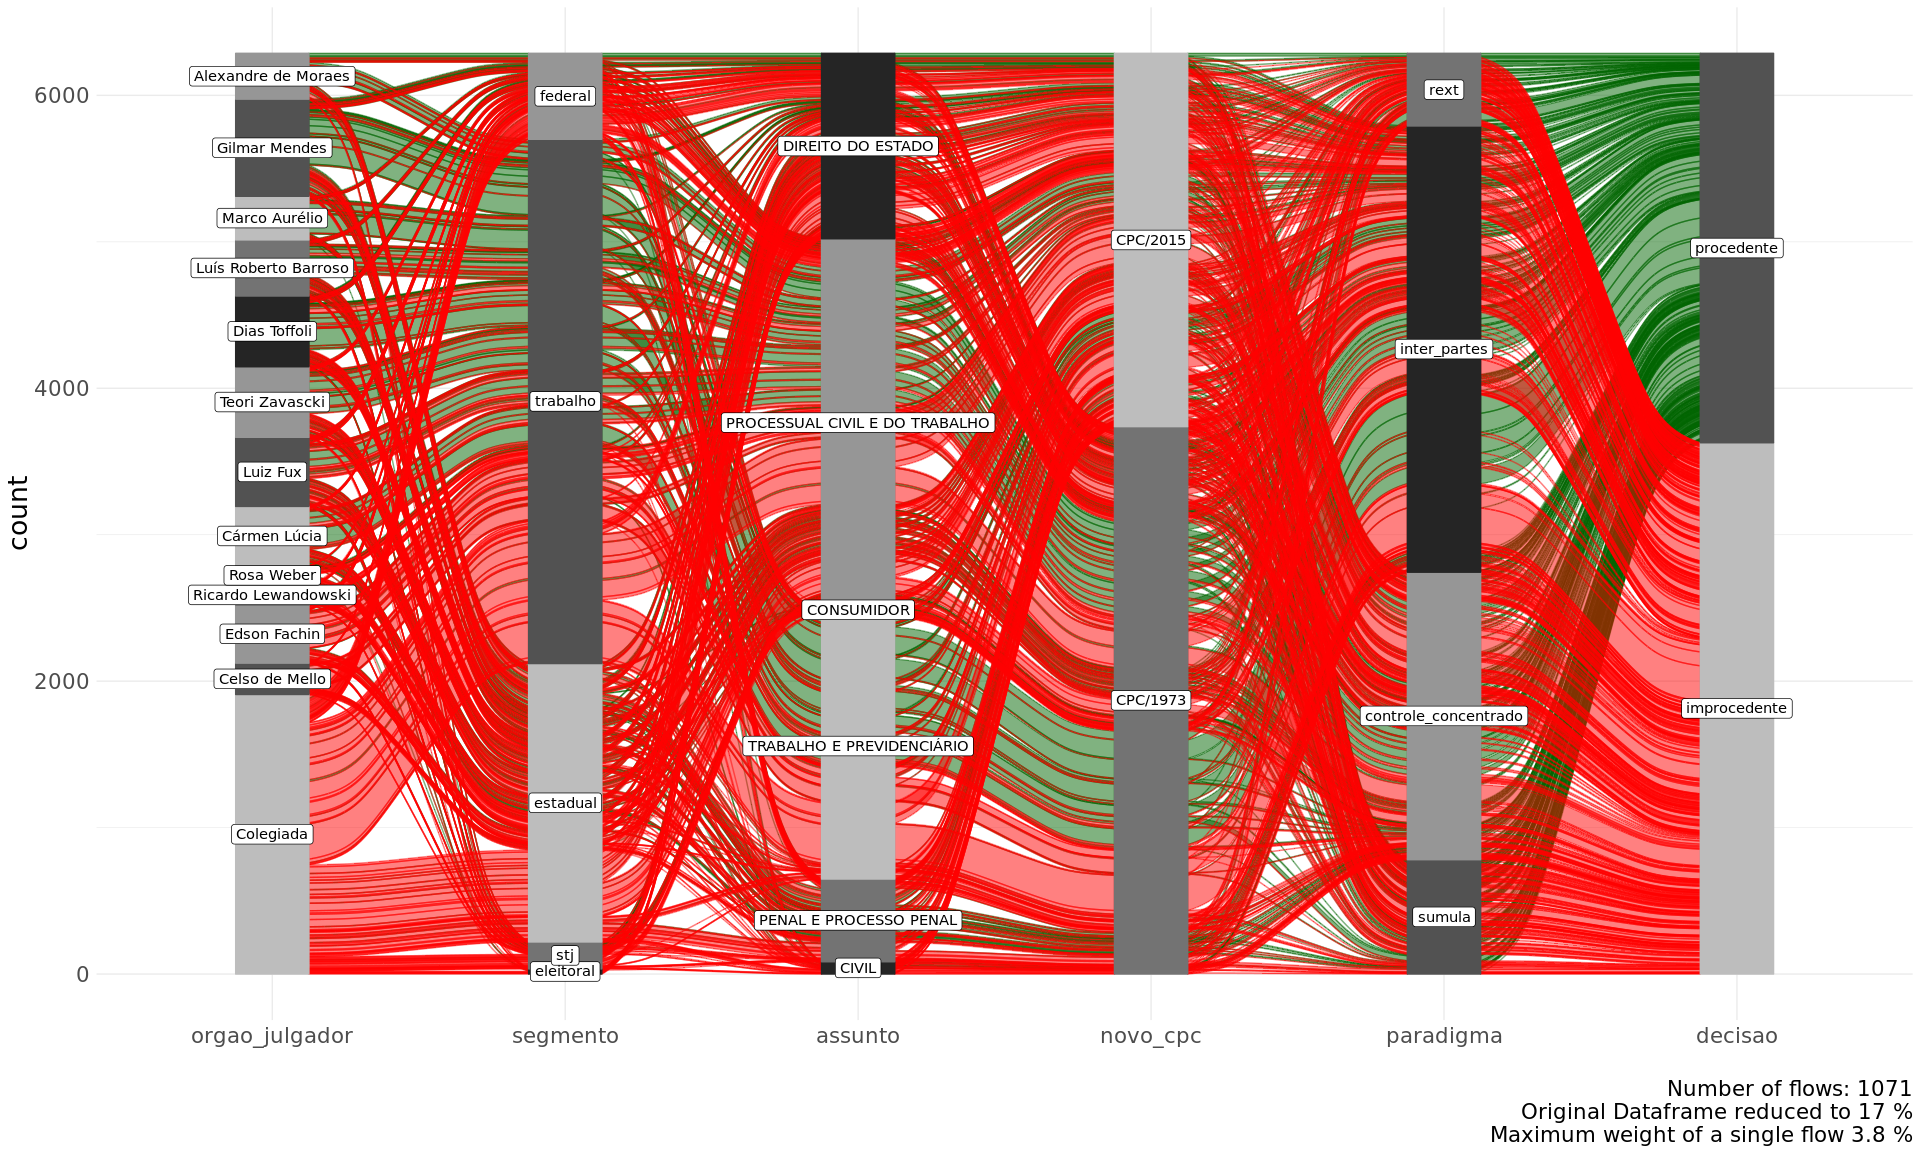 6000
4000
2000
0
count
Alexandre de Moraes
Gilmar Mendes
Marco Aurélio
Luís Roberto Barroso
Dias Toffoli
Teori Zavascki
Luiz Fux
Cármen Lúcia
Rosa Weber
Ricardo Lewandowski
Edson Fachin
Celso de Mello
Colegiada
federal
trabalho
estadual
stj
eleitoral
DIREITO DO ESTADO
PROCESSUAL CIVIL E DO TRABALHO
CONSUMIDOR
TRABALHO E PREVIDENCIÁRIO
PENAL E PROCESSO PENAL
CIVIL
CPC/2015
CPC/1973
rext
inter_partes
controle_concentrado
sumula
procedente
improcedente
orgao_julgador
segmento
assunto
novo_cpc
paradigma
decisao
Number of flows: 1071
Original Dataframe reduced to 17 %
Maximum weight of a single flow 3.8 %